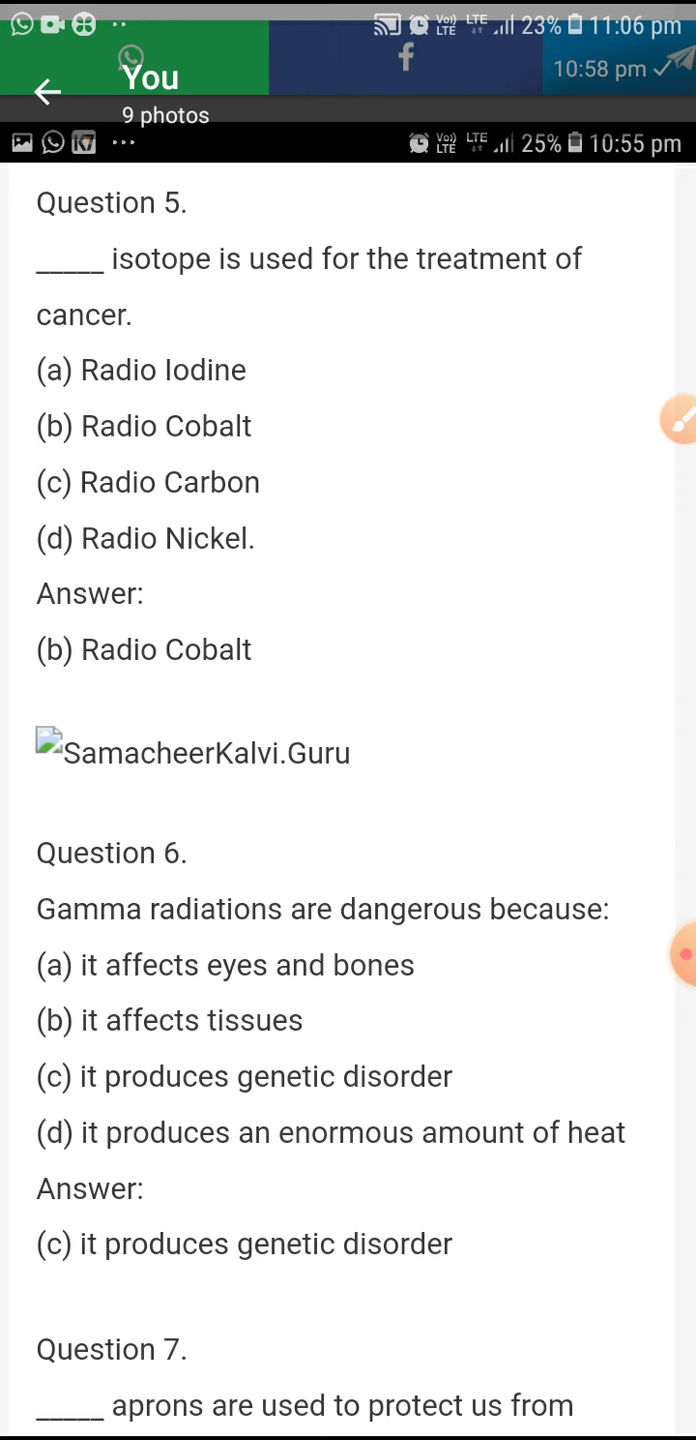 23% 11:06 pm
You
10:58 pm
9 photos
25% 10:55 pm
Question 5.
_____ isotope is used for the treatment of
cancer.
(a) Radio Iodine
(b) Radio Cobalt
(c) Radio Carbon
(d) Radio Nickel.
Answer:
(b) Radio Cobalt
SamacheerKalvi.Guru
Question 6.
Gamma radiations are dangerous because:
(a) it affects eyes and bones
(b) it affects tissues
(c) it produces genetic disorder
(d) it produces an enormous amount of heat
Answer:
(c) it produces genetic disorder
Question 7.
_____ aprons are used to protect us from